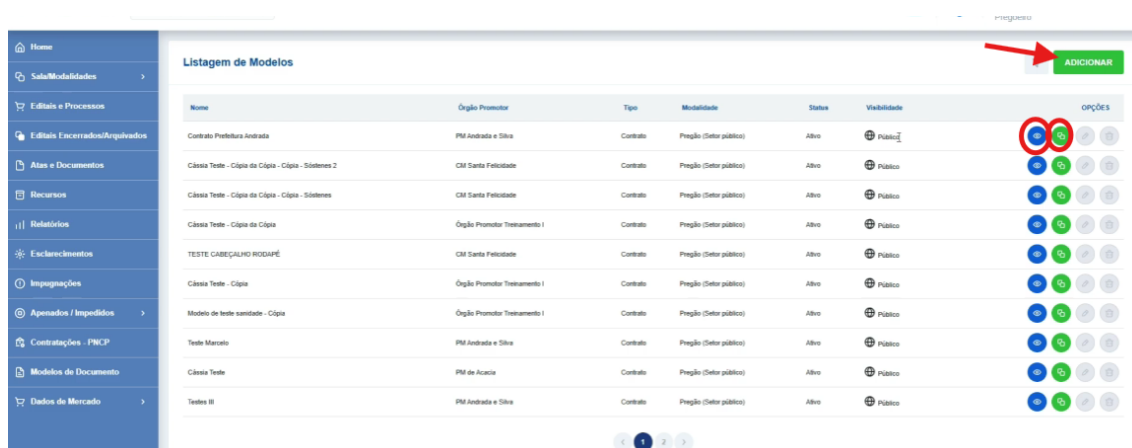 Pregoeiro
Home
Sala/Modalidades
Editais e Processos
Editais Encerrados/Arquivados
Atas e Documentos
Recursos
Relatórios
Esclarecimentos
Impugnações
Apenados / Impedidos
Contratações - PNCP
Modelos de Documento
Dados de Mercado
Listagem de Modelos
ADICIONAR
Nome Órgão Promotor Tipo Modalidade Status Visibilidade OPÇÕES
Contrato Prefeitura Andrada PM Andrada e Silva Contrato Pregão (Setor público) Ativo Público
Cássia Teste - Cópia da Cópia - Cópia - Sóstenes 2 CM Santa Felicidade Contrato Pregão (Setor público) Ativo Público
Cássia Teste - Cópia da Cópia - Cópia - Sóstenes CM Santa Felicidade Contrato Pregão (Setor público) Ativo Público
Cássia Teste - Cópia da Cópia Órgão Promotor Treinamento I Contrato Pregão (Setor público) Ativo Público
TESTE CABEÇALHO RODAPÉ CM Santa Felicidade Contrato Pregão (Setor público) Ativo Público
Cássia Teste - Cópia Órgão Promotor Treinamento I Contrato Pregão (Setor público) Ativo Público
Modelo de teste sanidade - Cópia Órgão Promotor Treinamento I Contrato Pregão (Setor público) Ativo Público
Teste Marcelo PM Andrada e Silva Contrato Pregão (Setor público) Ativo Público
Cássia Teste PM de Acacia Contrato Pregão (Setor público) Ativo Público
Testes III PM Andrada e Silva Contrato Pregão (Setor público) Ativo Público
1 2